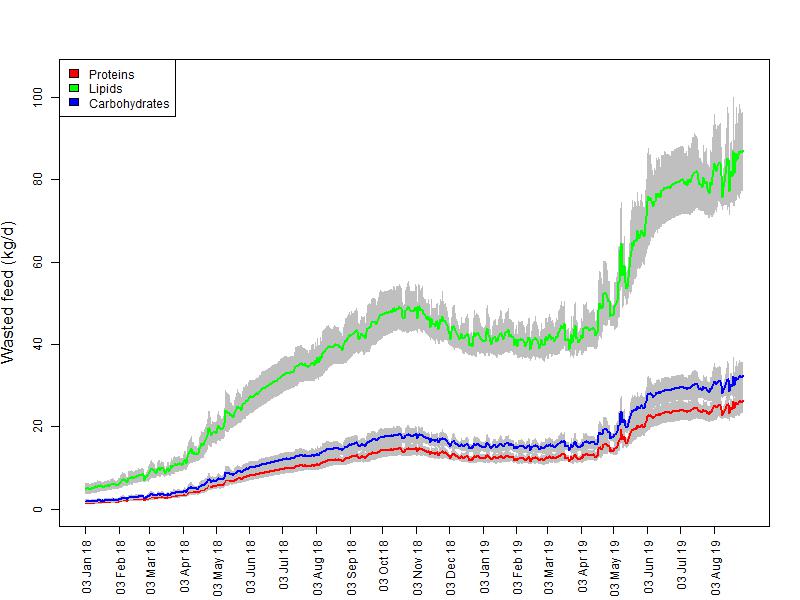 Proteins
Lipids
Carbohydrates
Wasted feed (kg/d)
100
80
60
40
20
0
03 Jan 18
03 Feb 18
03 Mar 18
03 Apr 18
03 May 18
03 Jun 18
03 Jul 18
03 Aug 18
03 Sep 18
03 Oct 18
03 Nov 18
03 Dec 18
03 Jan 19
03 Feb 19
03 Mar 19
03 Apr 19
03 May 19
03 Jun 19
03 Jul 19
03 Aug 19